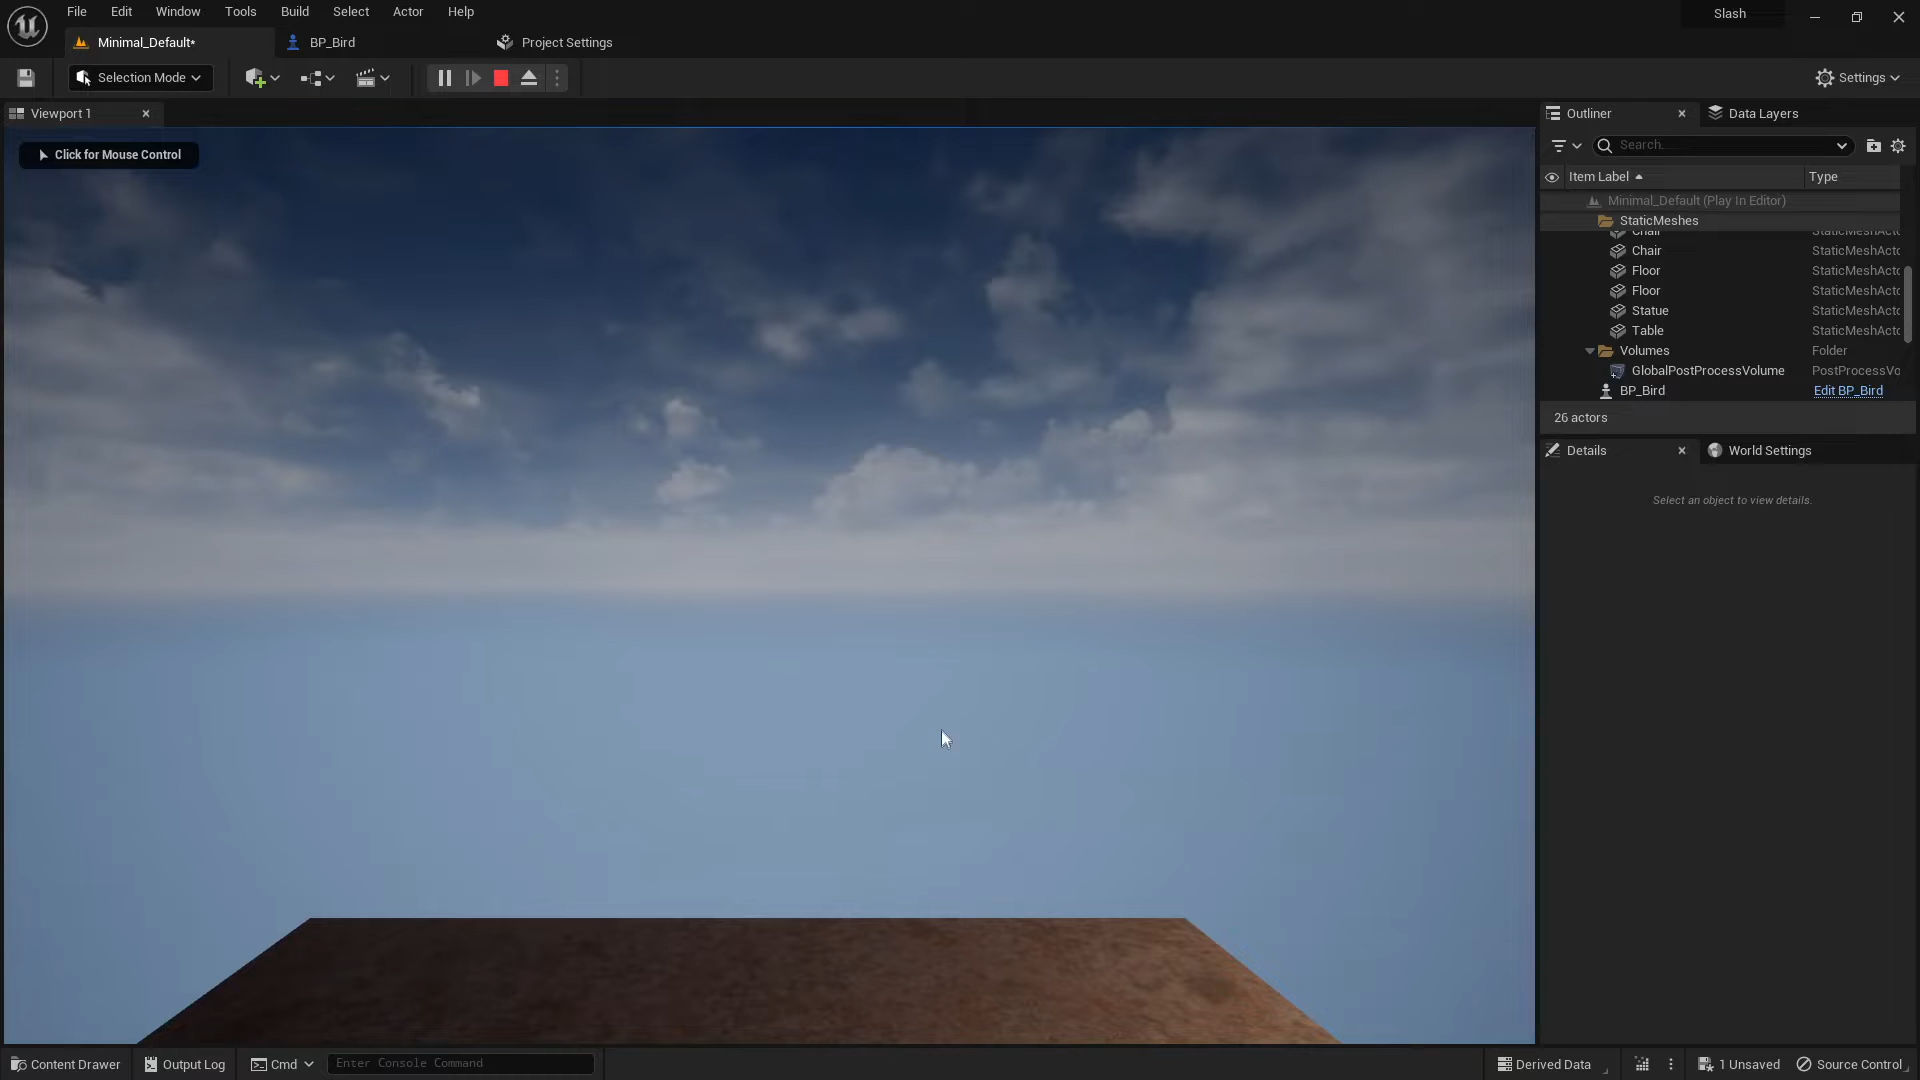 File Edit Window Tools Build Select Actor Help
Slash
Minimal_Default*
BP_Bird
Project Settings
Selection Mode
Settings
Viewport 1
Click for Mouse Control
Outliner
Data Layers
Search...
Item Label
Type
Minimal_Default (Play In Editor)
StaticMeshes
Chair StaticMeshActo
Chair StaticMeshActo
Floor StaticMeshActo
Floor StaticMeshActo
Statue StaticMeshActo
Table StaticMeshActo
Volumes Folder
GlobalPostProcessVolume PostProcessVo
BP_Bird Edit BP_Bird
26 actors
Details
World Settings
Select an object to view details.
Content Drawer
Output Log
Cmd
Enter Console Command
Derived Data
1 Unsaved
Source Control